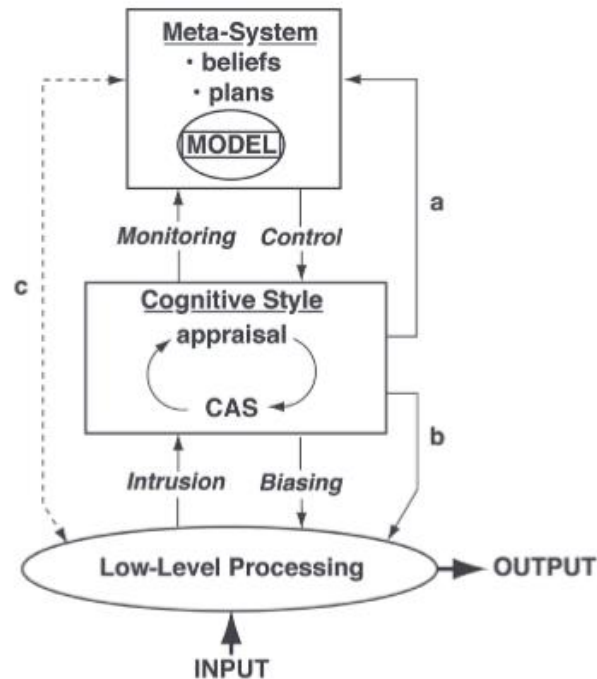 Meta-System
· beliefs
· plans
MODEL
Monitoring
Control
a
c
Cognitive Style
appraisal
CAS
b
Intrusion
Biasing
Low-Level Processing
OUTPUT
INPUT